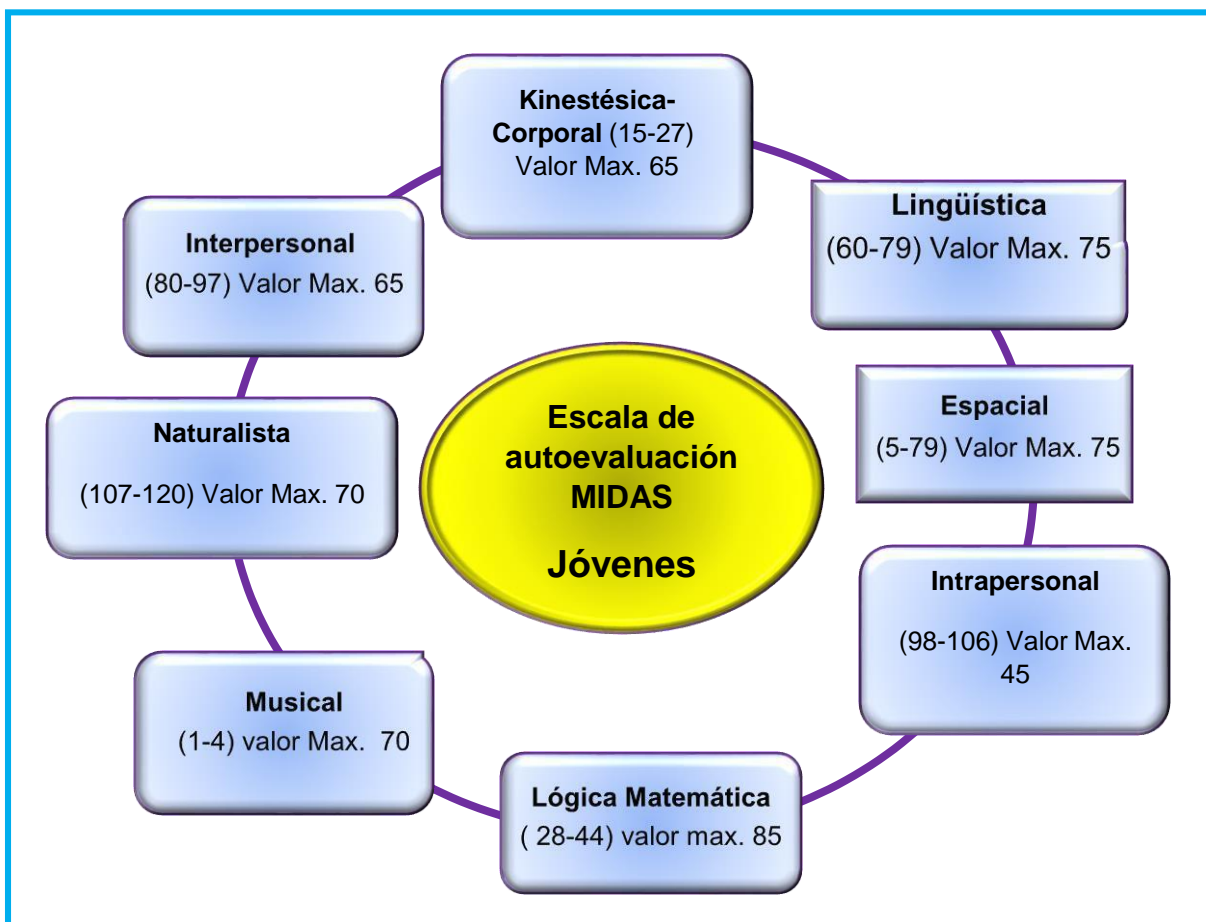 Kinestésica-
Corporal (15-27)
Valor Max. 65
Lingüística
(60-79) Valor Max. 75
Interpersonal
(80-97) Valor Max. 65
Espacial
(5-79) Valor Max. 75
Naturalista
(107-120) Valor Max. 70
Escala de
autoevaluación
MIDAS
Jóvenes
Intrapersonal
(98-106) Valor Max.
45
Musical
(1-4) valor Max. 70
Lógica Matemática
( 28-44) valor max. 85